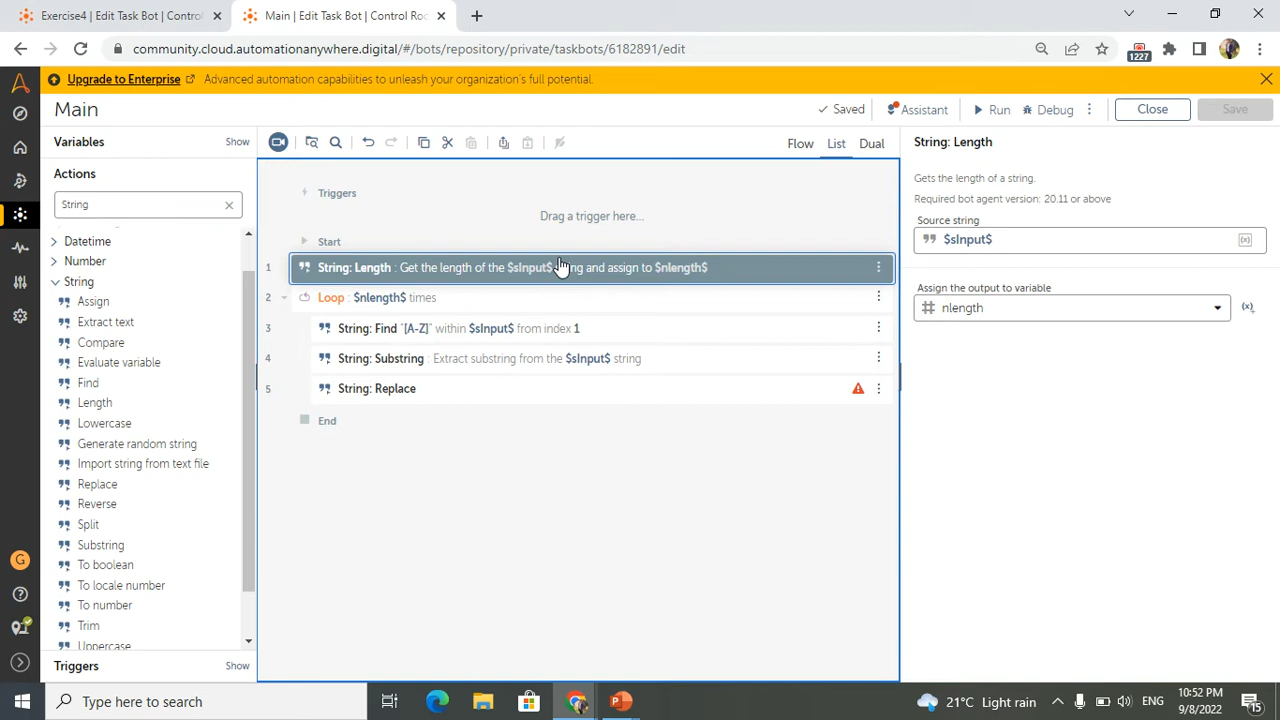 Exercise4 | Edit Task Bot | Control
Main | Edit Task Bot | Control Roc
community.cloud.automationanywhere.digital/#/bots/repository/private/taskbots/6182891/edit
1227
Upgrade to Enterprise Advanced automation capabilities to unleash your organization's full potential.
Main
Saved
Assistant
Run
Debug
Close
Save
Variables
Show
Flow
List
Dual
Actions
String
Datetime
Number
String
Assign
Extract text
Compare
Evaluate variable
Find
Length
Lowercase
Generate random string
Import string from text file
Replace
Reverse
Split
Substring
To boolean
To locale number
To number
Trim
Uppercase
Triggers
Show
Triggers
Drag a trigger here...
Start
1 String: Length : Get the length of the $sInput$ and assign to $nlength$
2 Loop : $nlength$ times
3 String: Find "[A-Z]" within $sInput$ from index 1
4 String: Substring : Extract substring from the $sInput$ string
5 String: Replace
End
String: Length
Gets the length of a string.
Required bot agent version: 20.11 or above
Source string
$sInput$
(x)
Assign the output to variable
nlength
(x)
G
Type here to search
21°C Light rain
ENG
10:52 PM
9/8/2022
15